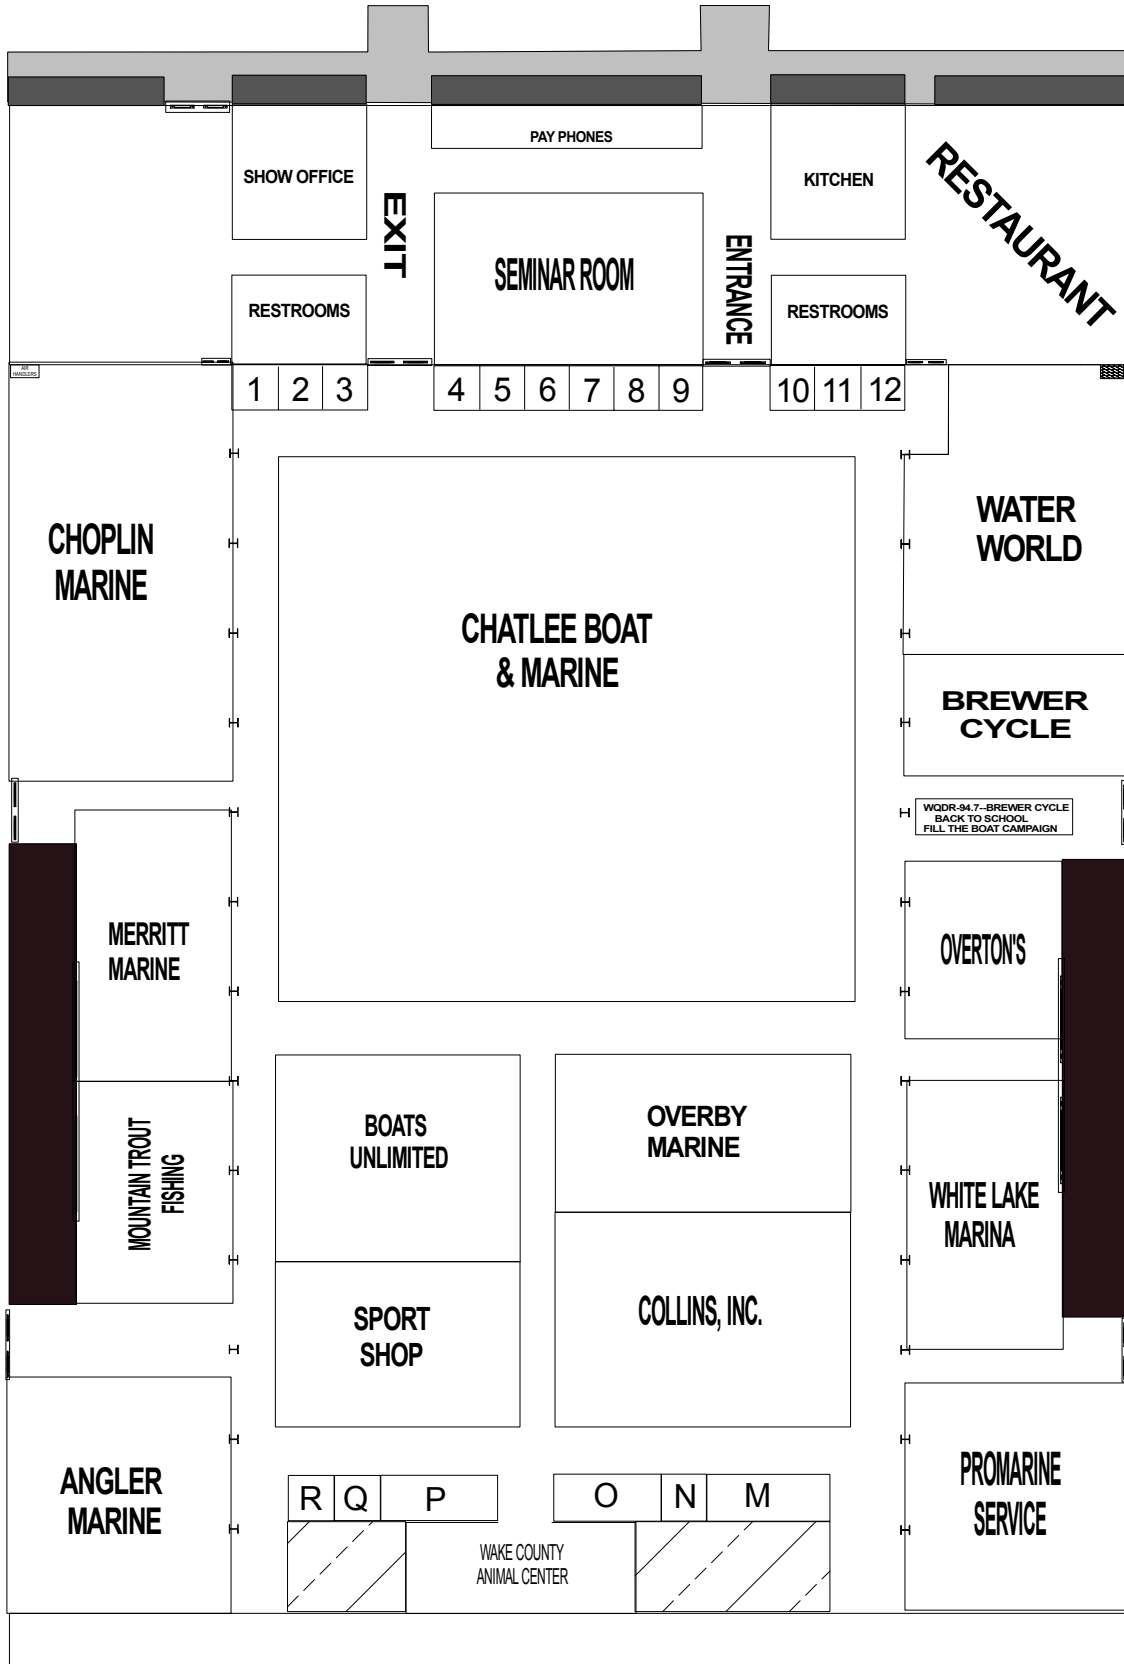 PAY PHONES
SHOW OFFICE
KITCHEN
RESTAURANT
EXIT
SEMINAR ROOM
ENTRANCE
RESTROOMS
RESTROOMS
AIR
HANDLERS
1 2 3
4 5 6 7 8 9
10 11 12
CHOPLIN
MARINE
WATER
WORLD
CHATLEE BOAT
& MARINE
BREWER
CYCLE
WQDR-94.7--BREWER CYCLE
BACK TO SCHOOL
FILL THE BOAT CAMPAIGN
MERRITT
MARINE
OVERTON'S
BOATS
UNLIMITED
OVERBY
MARINE
MOUNTAIN TROUT
FISHING
WHITE LAKE
MARINA
SPORT
SHOP
COLLINS, INC.
ANGLER
MARINE
PROMARINE
SERVICE
R Q P
O N M
WAKE COUNTY
ANIMAL CENTER